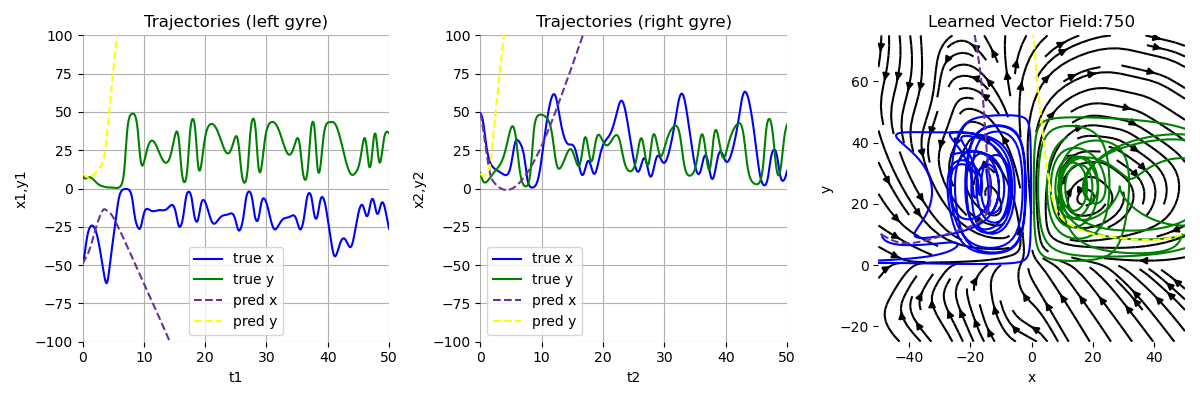 Trajectories (left gyre)
100
75
50
25
0
−25
−50
−75
−100
0
10
20
30
40
50
x1,y1
t1
true x
true y
pred x
pred y
Trajectories (right gyre)
100
75
50
25
0
−25
−50
−75
−100
0
10
20
30
40
50
x2,y2
t2
true x
true y
pred x
pred y
Learned Vector Field:750
60
40
20
0
−20
−40
−20
0
20
40
y
x